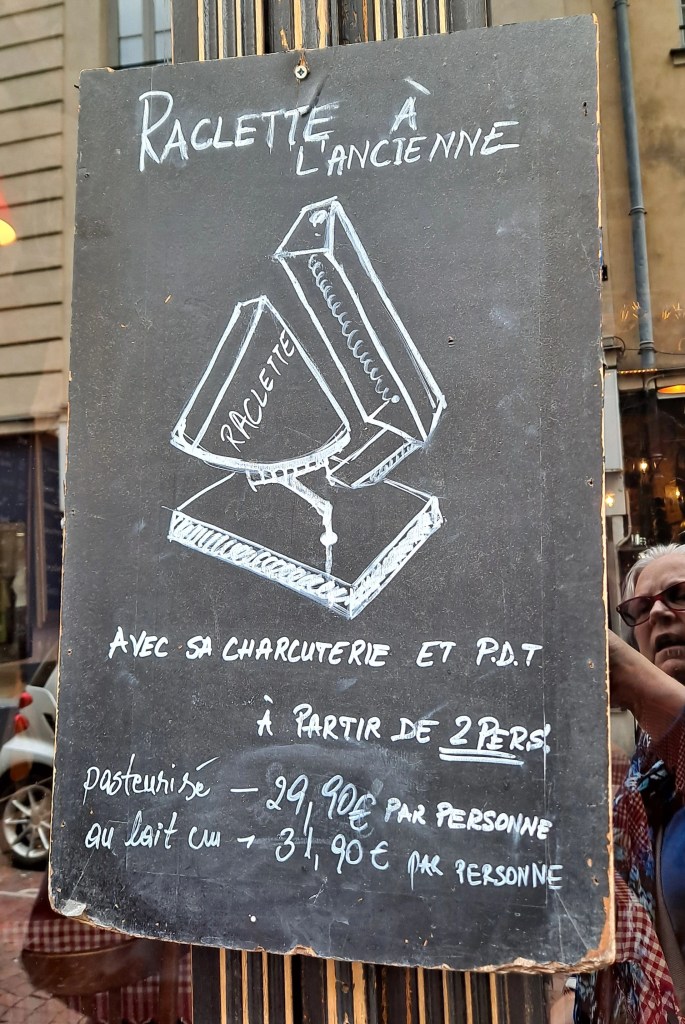 RACLETTE À
L'ANCIENNE
RACLETTE
AVEC SA CHARCUTERIE ET P.D.T
À PARTIR DE 2 PERS.
pasteurisé – 29,90€ PAR PERSONNE
au lait cru - 31,90€ PAR PERSONNE